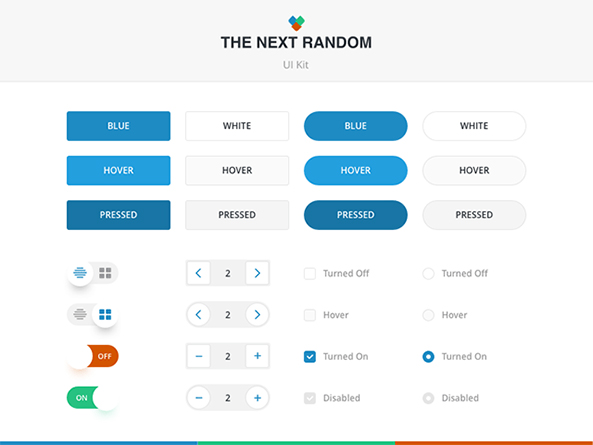 THE NEXT RANDOM
UI Kit
BLUE WHITE BLUE WHITE
HOVER HOVER HOVER HOVER
PRESSED PRESSED PRESSED PRESSED
2 Turned Off Turned Off
2 Hover Hover
OFF 2 Turned On Turned On
ON 2 Disabled Disabled